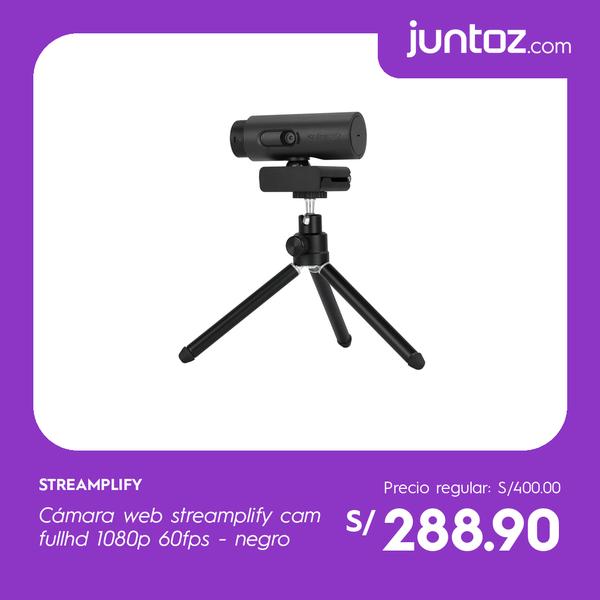 juntoz.com
STREAMPLIFY
Cámara web streamplify cam
fullhd 1080p 60fps - negro
Precio regular: S/400.00
S/ 288.90